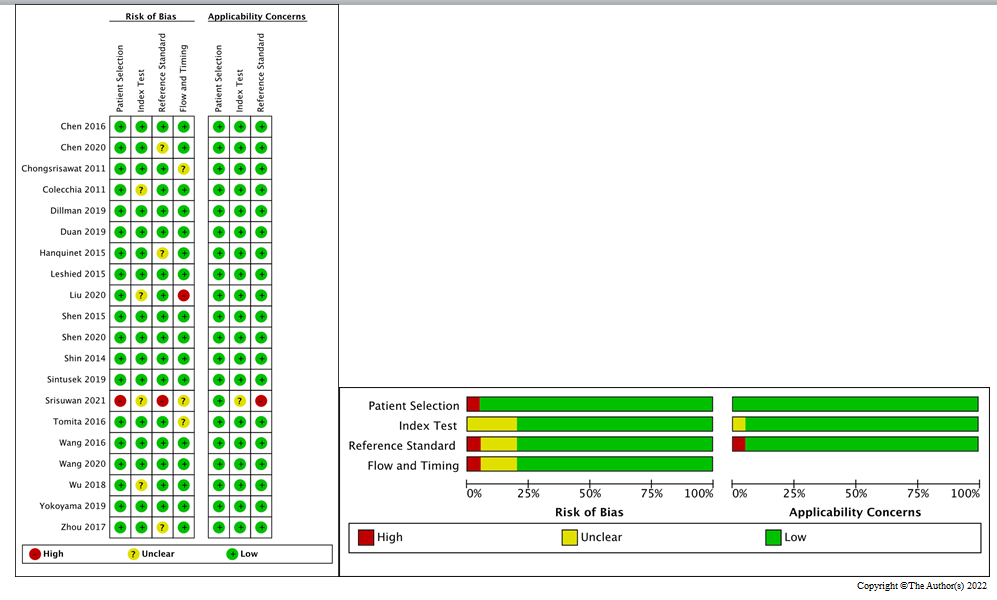 Risk of Bias
Applicability Concerns
Patient Selection
Index Test
Reference Standard
Flow and Timing
Patient Selection
Index Test
Reference Standard
Chen 2016 + + + + + + +
Chen 2020 + + ? + + + +
Chongsrisawat 2011 + + + ? + + +
Colecchia 2011 + ? + + + + +
Dillman 2019 + + + + + + +
Duan 2019 + + + + + + +
Hanquinet 2015 + + ? + + + +
Leshied 2015 + + + + + + +
Liu 2020 + ? + - + + +
Shen 2015 + + + + + + +
Shen 2020 + + + + + + +
Shin 2014 + + + + + + +
Sintusek 2019 + + + + + + +
Srisuwan 2021 - ? - ? + ? -
Tomita 2016 + + + ? + + +
Wang 2016 + + + + + + +
Wang 2020 + + + + + + +
Wu 2018 + ? + + + + +
Yokoyama 2019 + + + + + + +
Zhou 2017 + + ? + + + +
- High ? Unclear + Low
Patient Selection
Index Test
Reference Standard
Flow and Timing
0% 25% 50% 75% 100% 0% 25% 50% 75% 100%
Risk of Bias Applicability Concerns
High Unclear Low
Copyright ©The Author(s) 2022